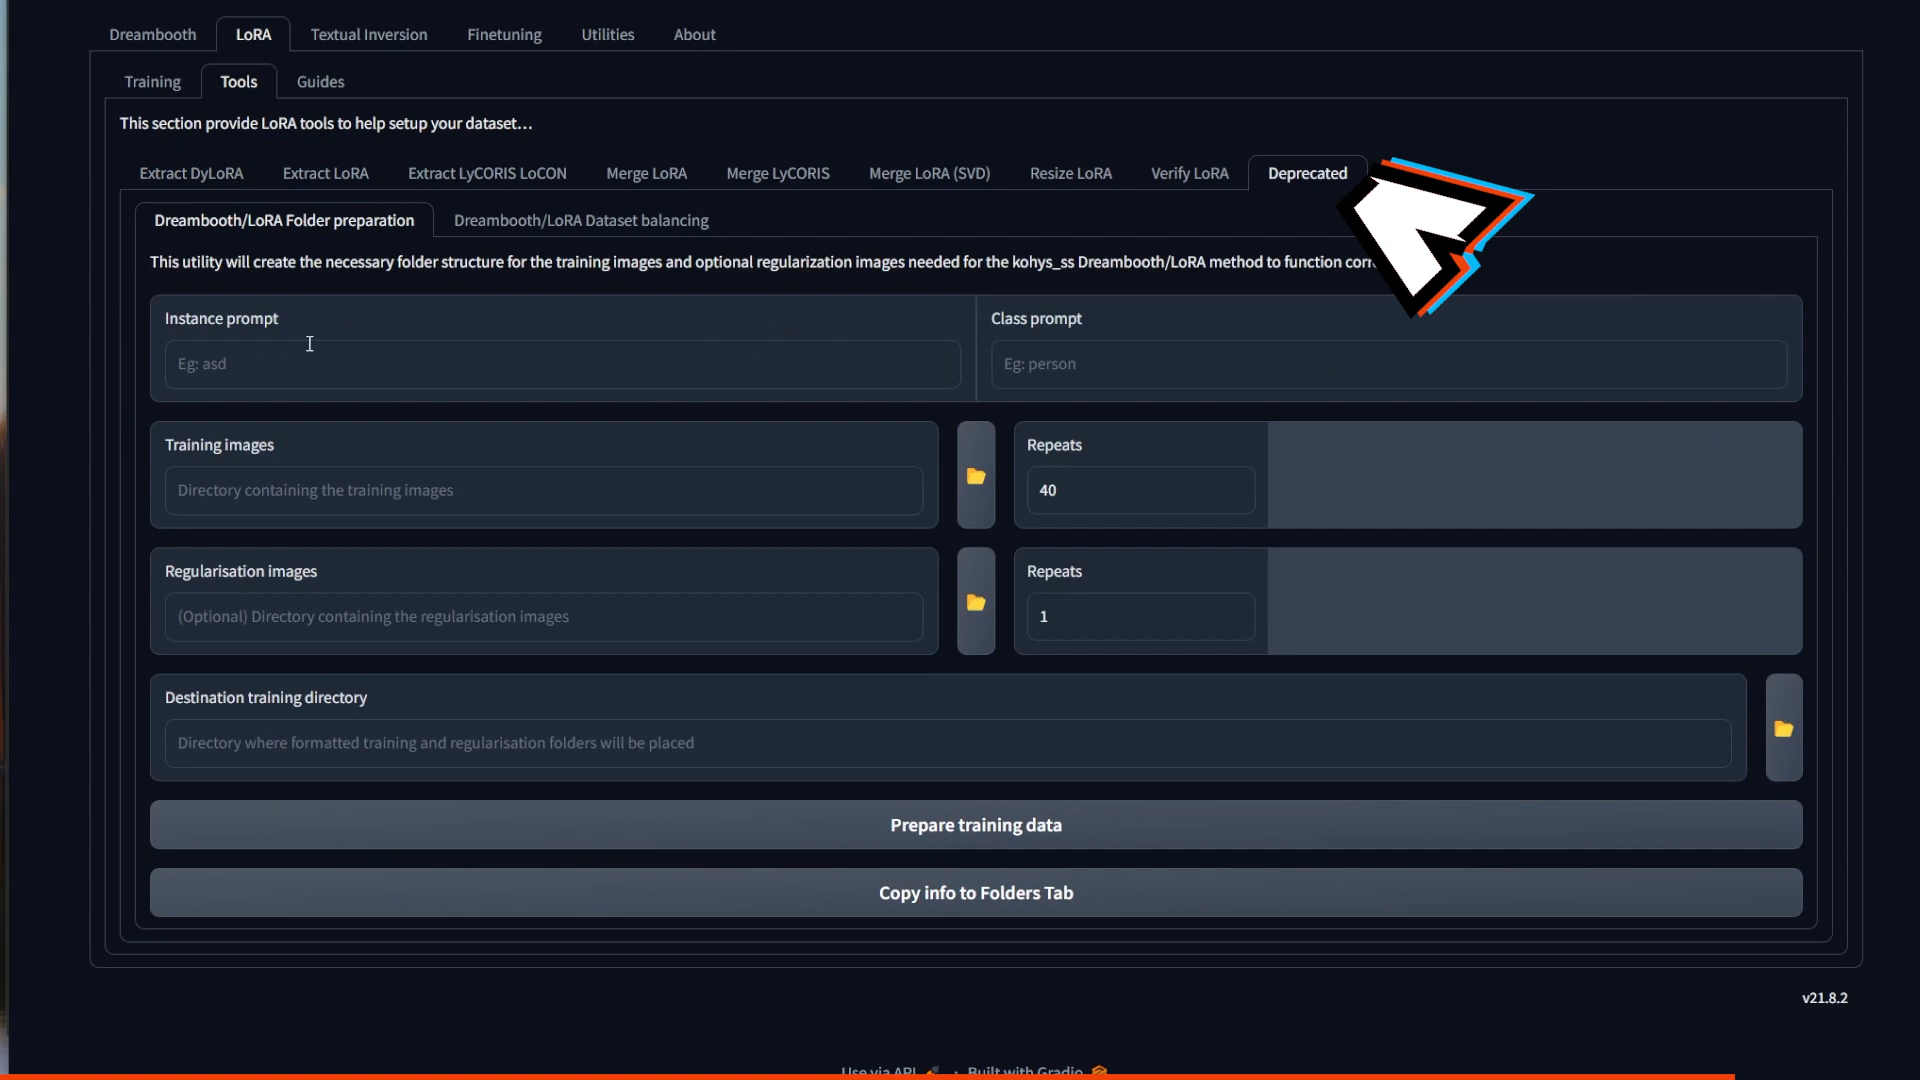 Dreambooth LoRA Textual Inversion Finetuning Utilities About
Training Tools Guides
This section provide LoRA tools to help setup your dataset...
Extract DyLoRA Extract LoRA Extract LyCORIS LoCON Merge LoRA Merge LyCORIS Merge LoRA (SVD) Resize LoRA Verify LoRA Deprecated
Dreambooth/LoRA Folder preparation Dreambooth/LoRA Dataset balancing
This utility will create the necessary folder structure for the training images and optional regularization images needed for the kohys_ss Dreambooth/LoRA method to function
Instance prompt Class prompt
Eg: asd Eg: person
Training images Repeats
Directory containing the training images 40
Regularisation images Repeats
(Optional) Directory containing the regularisation images 1
Destination training directory
Directory where formatted training and regularisation folders will be placed
Prepare training data
Copy info to Folders Tab
v21.8.2
Use via API · Built with Gradio